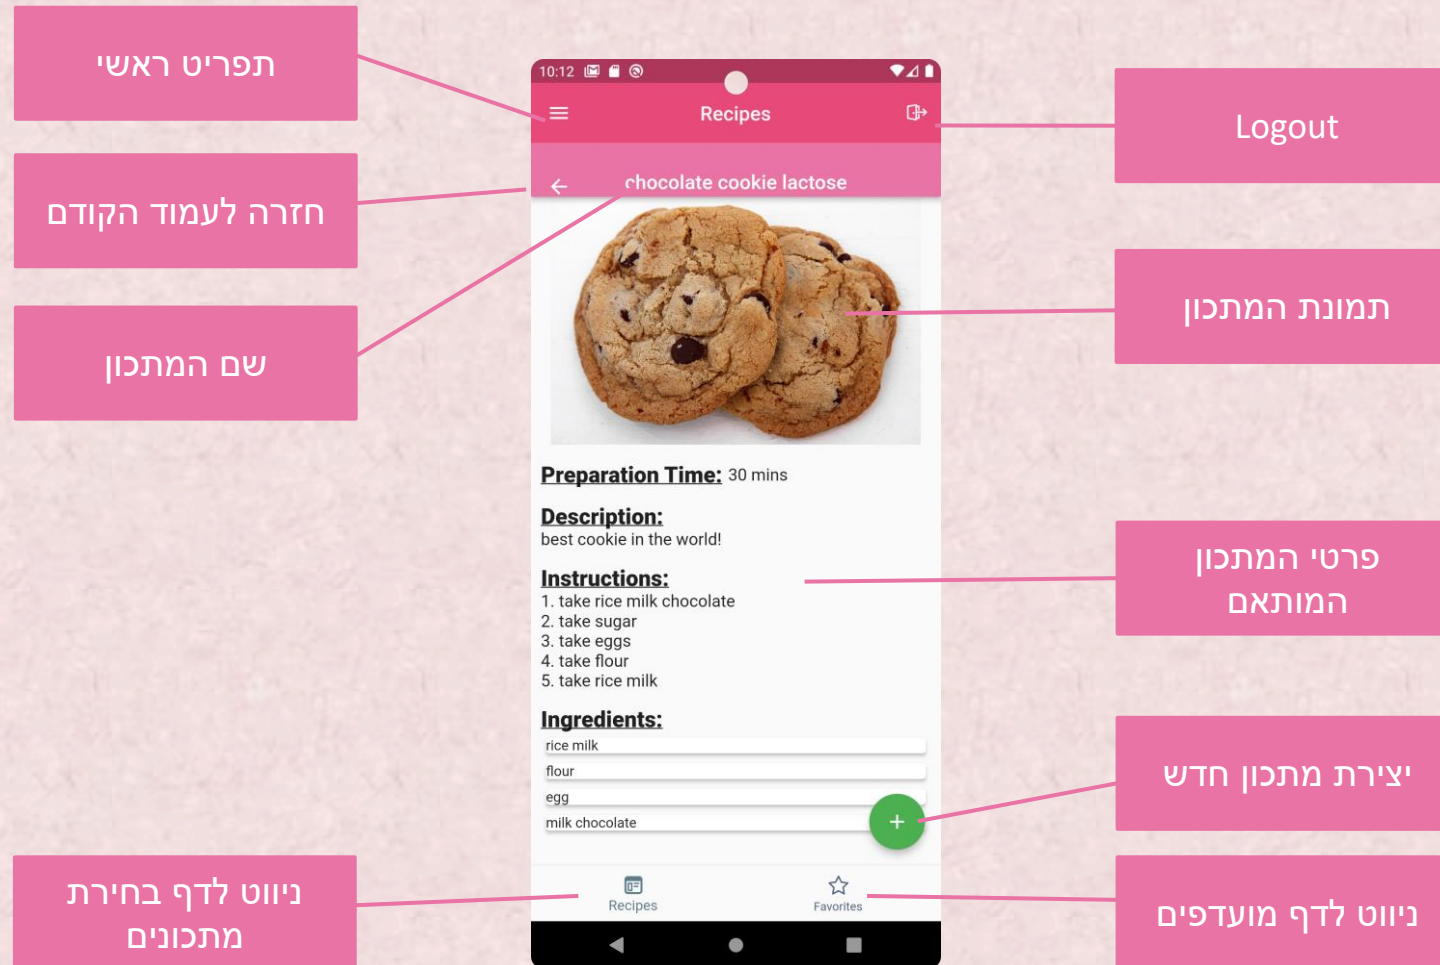 תפריט ראשי
חזרה לעמוד הקודם
שם המתכון
ניווט לדף בחירת
מתכונים
10:12
Recipes
chocolate cookie lactose
Preparation Time: 30 mins
Description:
best cookie in the world!
Instructions:
1. take rice milk chocolate
2. take sugar
3. take eggs
4. take flour
5. take rice milk
Ingredients:
rice milk
flour
egg
milk chocolate
+
Recipes
Favorites
Logout
תמונת המתכון
פרטי המתכון
המותאם
יצירת מתכון חדש
ניווט לדף מועדפים